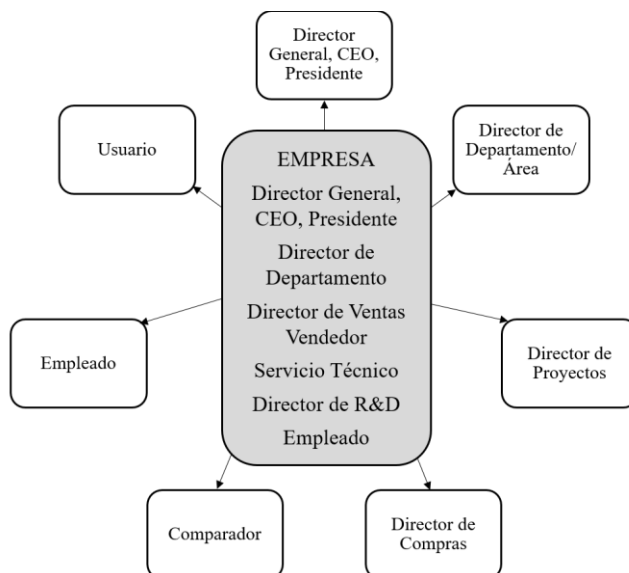 Director
General, CEO,
Presidente
Usuario
Director de
Departamento/
Área
EMPRESA
Director General,
CEO, Presidente
Director de
Departamento
Director de Ventas
Vendedor
Servicio Técnico
Director de R&D
Empleado
Empleado
Director de
Proyectos
Comparador
Director de
Compras